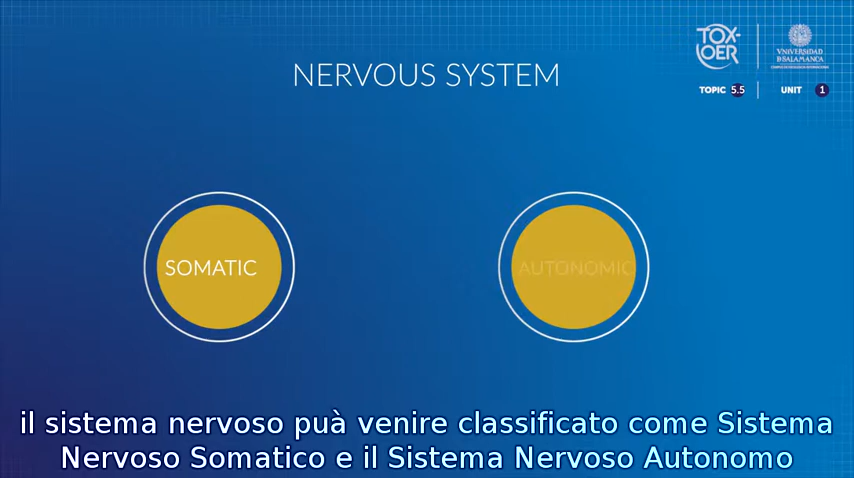 TOX-
OER
VNIVERSIDAD
D SALAMANCA
TOPIC 5.5 UNIT 1
NERVOUS SYSTEM
SOMATIC AUTONOMIC
il sistema nervoso puà venire classificato come Sistema
Nervoso Somatico e il Sistema Nervoso Autonomo